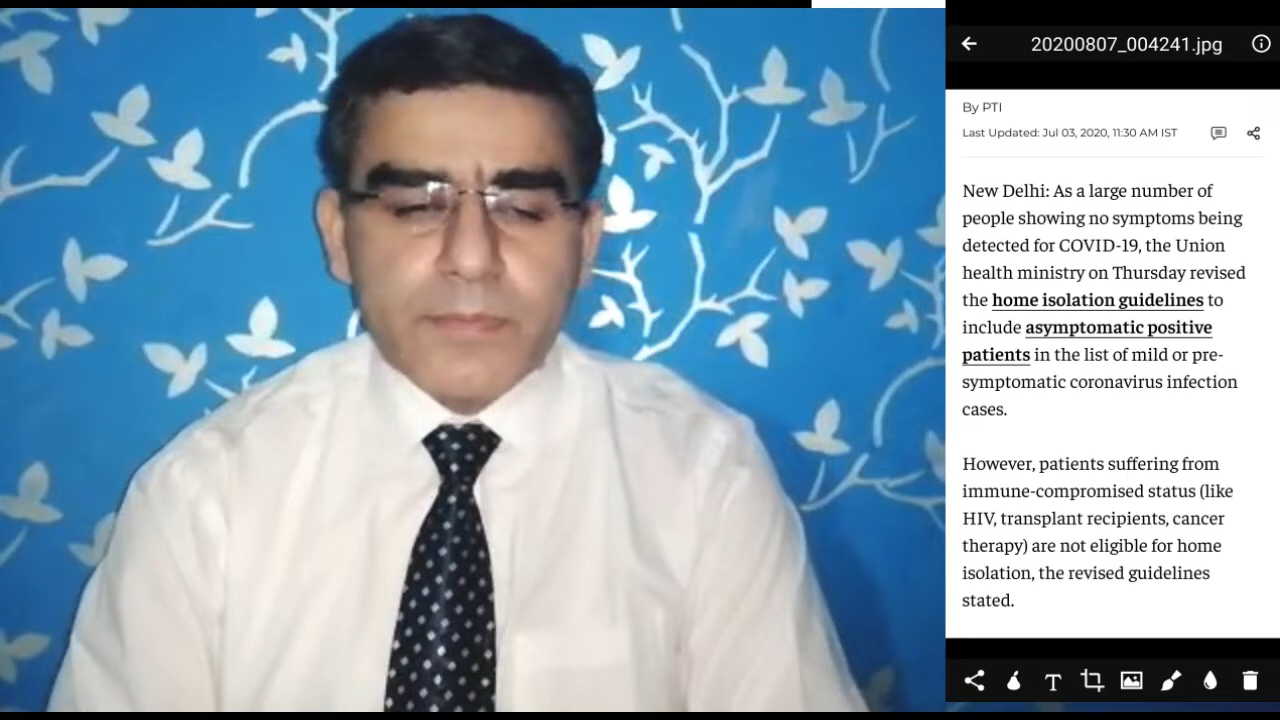 20200807_004241.jpg
By PTI
Last Updated: Jul 03, 2020, 11:30 AM IST
New Delhi: As a large number of
people showing no symptoms being
detected for COVID-19, the Union
health ministry on Thursday revised
the home isolation guidelines to
include asymptomatic positive
patients in the list of mild or pre-
symptomatic coronavirus infection
cases.
However, patients suffering from
immune-compromised status (like
HIV, transplant recipients, cancer
therapy) are not eligible for home
isolation, the revised guidelines
stated.
T